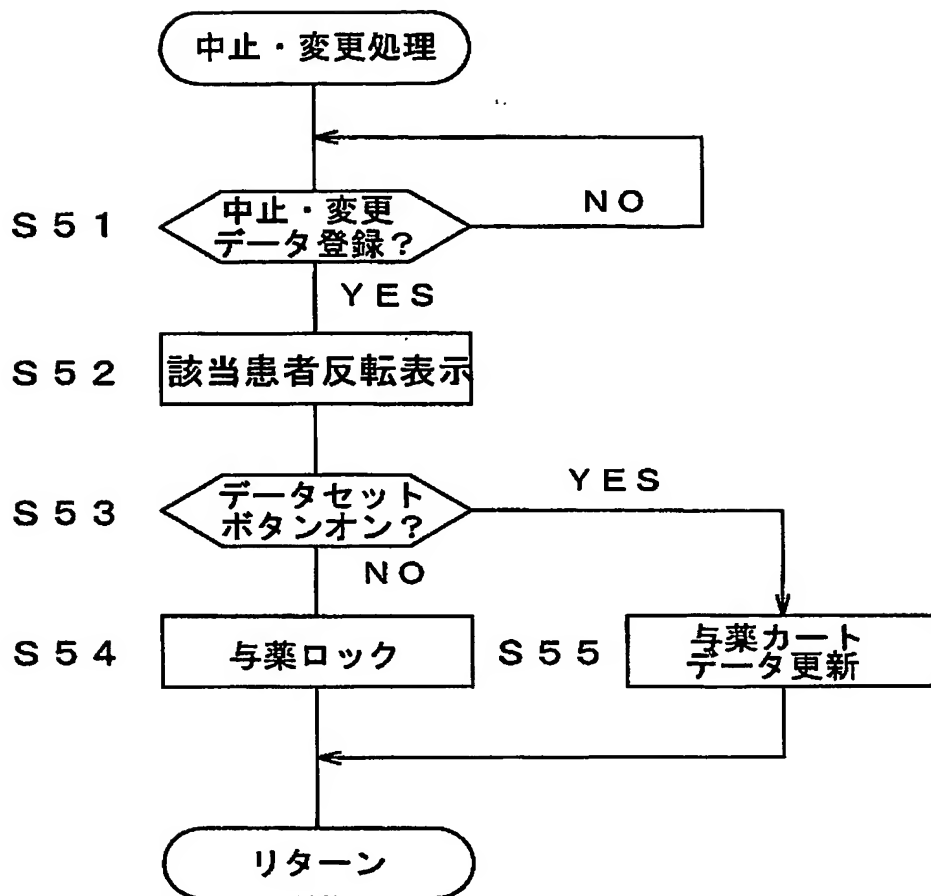 中止・変更処理
NO
S51
中止・変更
データ登録?
YES
S52
該当患者反転表示
YES
S53
データセット
ボタンオン?
NO
S54
与薬ロック
S55
与薬カート
データ更新
リターン